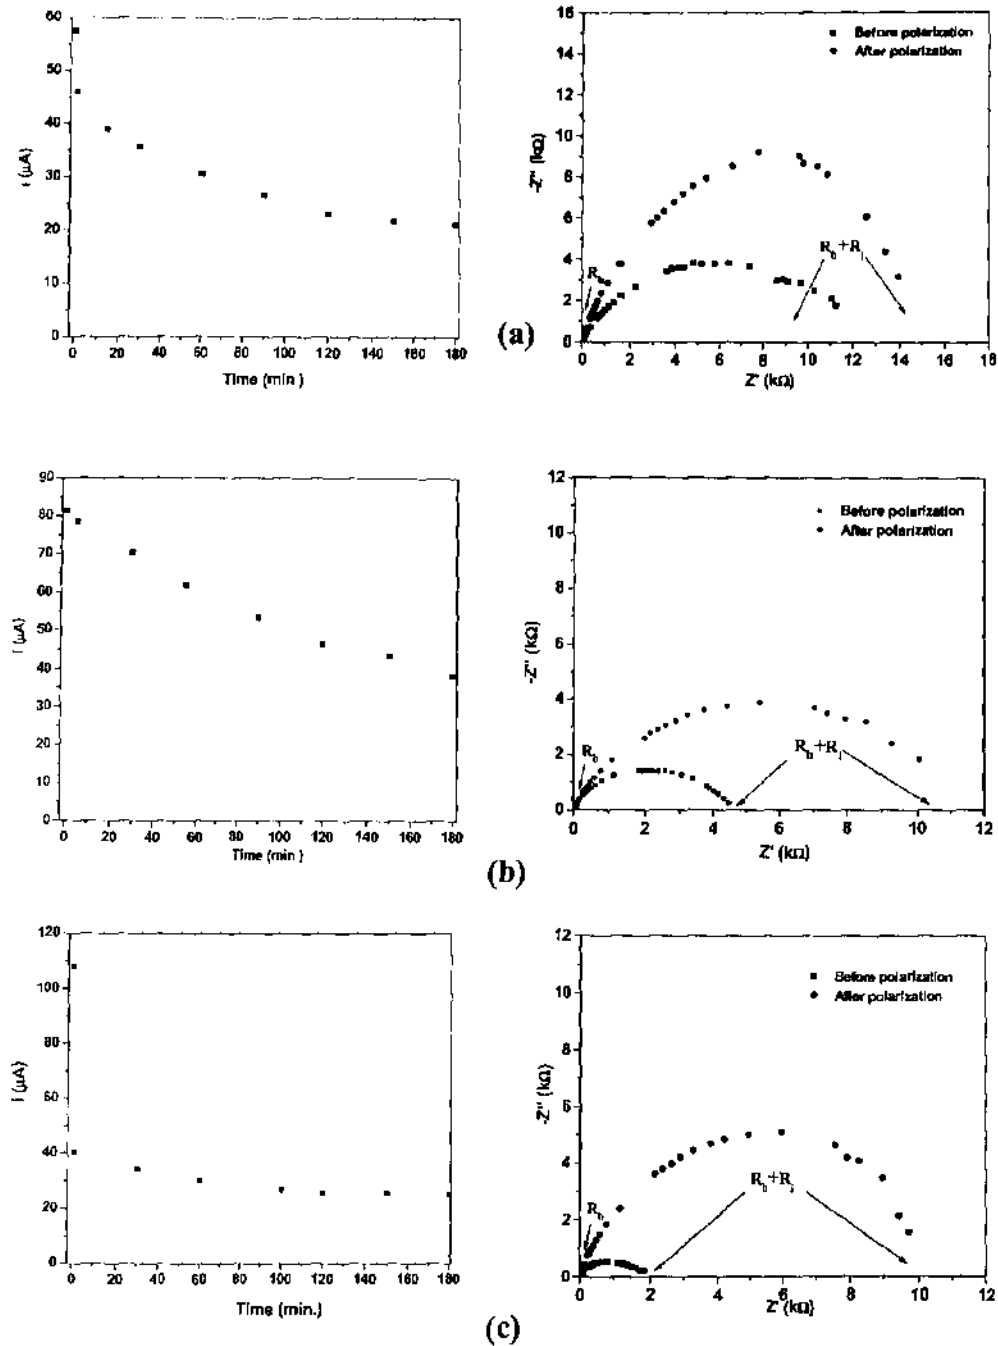 60
50
40
30
20
10
0
I (μA)
0 20 40 60 80 100 120 140 160 180
Time (min.)
16
14
12
10
8
6
4
2
0
-Z" (kΩ)
Before polarization
After polarization
R
R_b+R_i
0 2 4 6 8 10 12 14 16 18
Z' (kΩ)
(a)
90
80
70
60
50
40
30
20
10
0
I (μA)
0 20 40 60 80 100 120 140 160 180
Time (min.)
12
10
8
6
4
2
0
-Z" (kΩ)
Before polarization
After polarization
R_b
R_b+R_i
0 2 4 6 8 10 12
Z' (kΩ)
(b)
120
100
80
60
40
20
0
I (μA)
0 20 40 60 80 100 120 140 160 180
Time (min.)
12
10
8
6
4
2
0
-Z" (kΩ)
Before polarization
After polarization
R_b
R_b+R_i
0 2 4 6 8 10 12
Z' (kΩ)
(c)